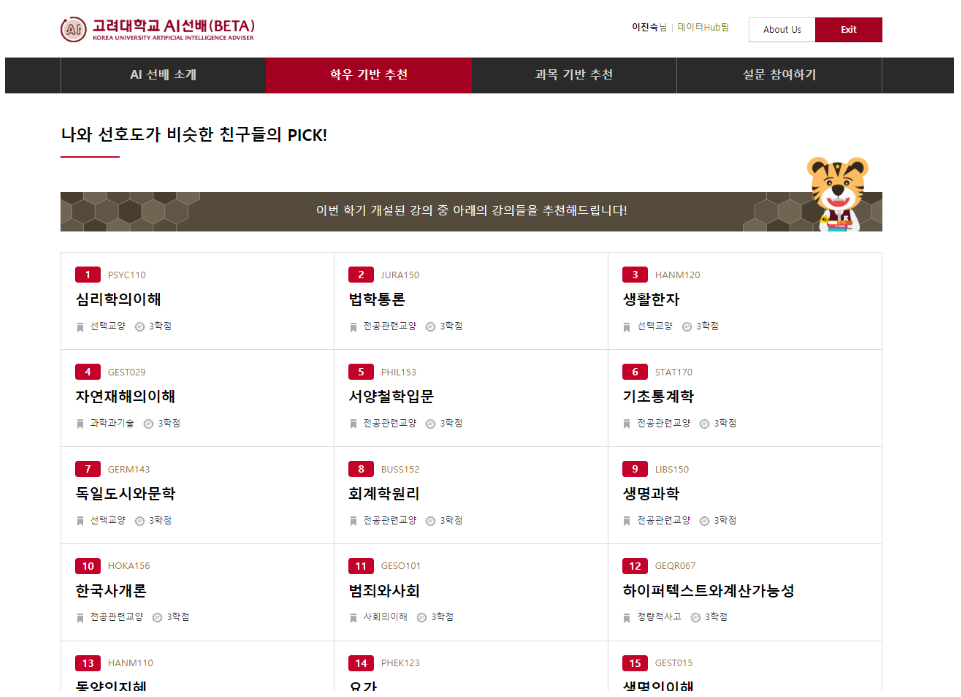 고려대학교 AI선배(BETA)
KOREA UNIVERSITY ARTIFICIAL INTELLIGENCE ADVISER
이진숙님 | 데이터Hub팀
About Us
Exit
AI 선배 소개
학우 기반 추천
과목 기반 추천
설문 참여하기
나와 선호도가 비슷한 친구들의 PICK!
이번 학기 개설된 강의 중 아래의 강의들을 추천해드립니다!
1 PSYC110
심리학의이해
선택교양 3학점
2 JURA150
법학통론
전공관련교양 3학점
3 HANM120
생활한자
선택교양 3학점
4 GEST029
자연재해의이해
과학과기술 3학점
5 PHIL153
서양철학입문
전공관련교양 3학점
6 STAT170
기초통계학
전공관련교양 3학점
7 GERM143
독일도시와문학
선택교양 3학점
8 BUSS152
회계학원리
전공관련교양 3학점
9 LIBS150
생명과학
전공관련교양 3학점
10 HOKA156
한국사개론
전공관련교양 3학점
11 GESO101
범죄와사회
사회의이해 3학점
12 GEQR067
하이퍼텍스트와계산가능성
정량적사고 3학점
13 HANM110
동양의지혜
14 PHEK123
요가
15 GEST015
생명의이해